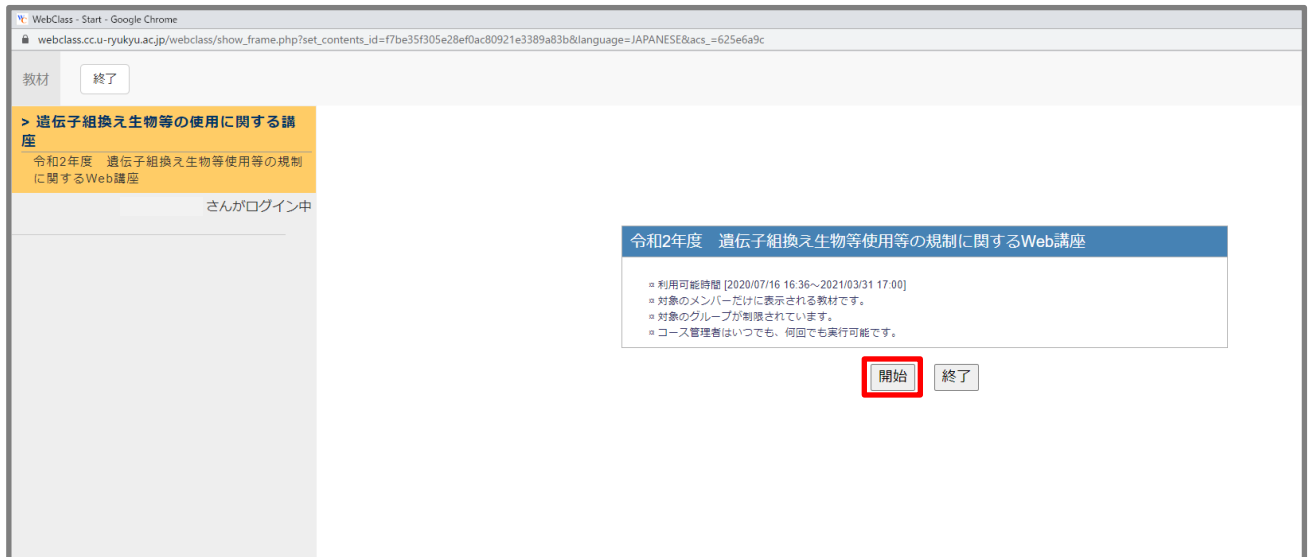 WebClass - Start - Google Chrome
webclass.cc.u-ryukyu.ac.jp/webclass/show_frame.php?set_contents_id=f7be35f305e28ef0ac80921e3389a83b&language=JAPANESE&acs_=625e6a9c
教材 終了
> 遺伝子組換え生物等の使用に関する講
座
令和2年度　遺伝子組換え生物等使用等の規制
に関するWeb講座
さんがログイン中
令和2年度　遺伝子組換え生物等使用等の規制に関するWeb講座
¤ 利用可能時間 [2020/07/16 16:36～2021/03/31 17:00]
¤ 対象のメンバーだけに表示される教材です。
¤ 対象のグループが制限されています。
¤ コース管理者はいつでも、何回でも実行可能です。
開始 終了